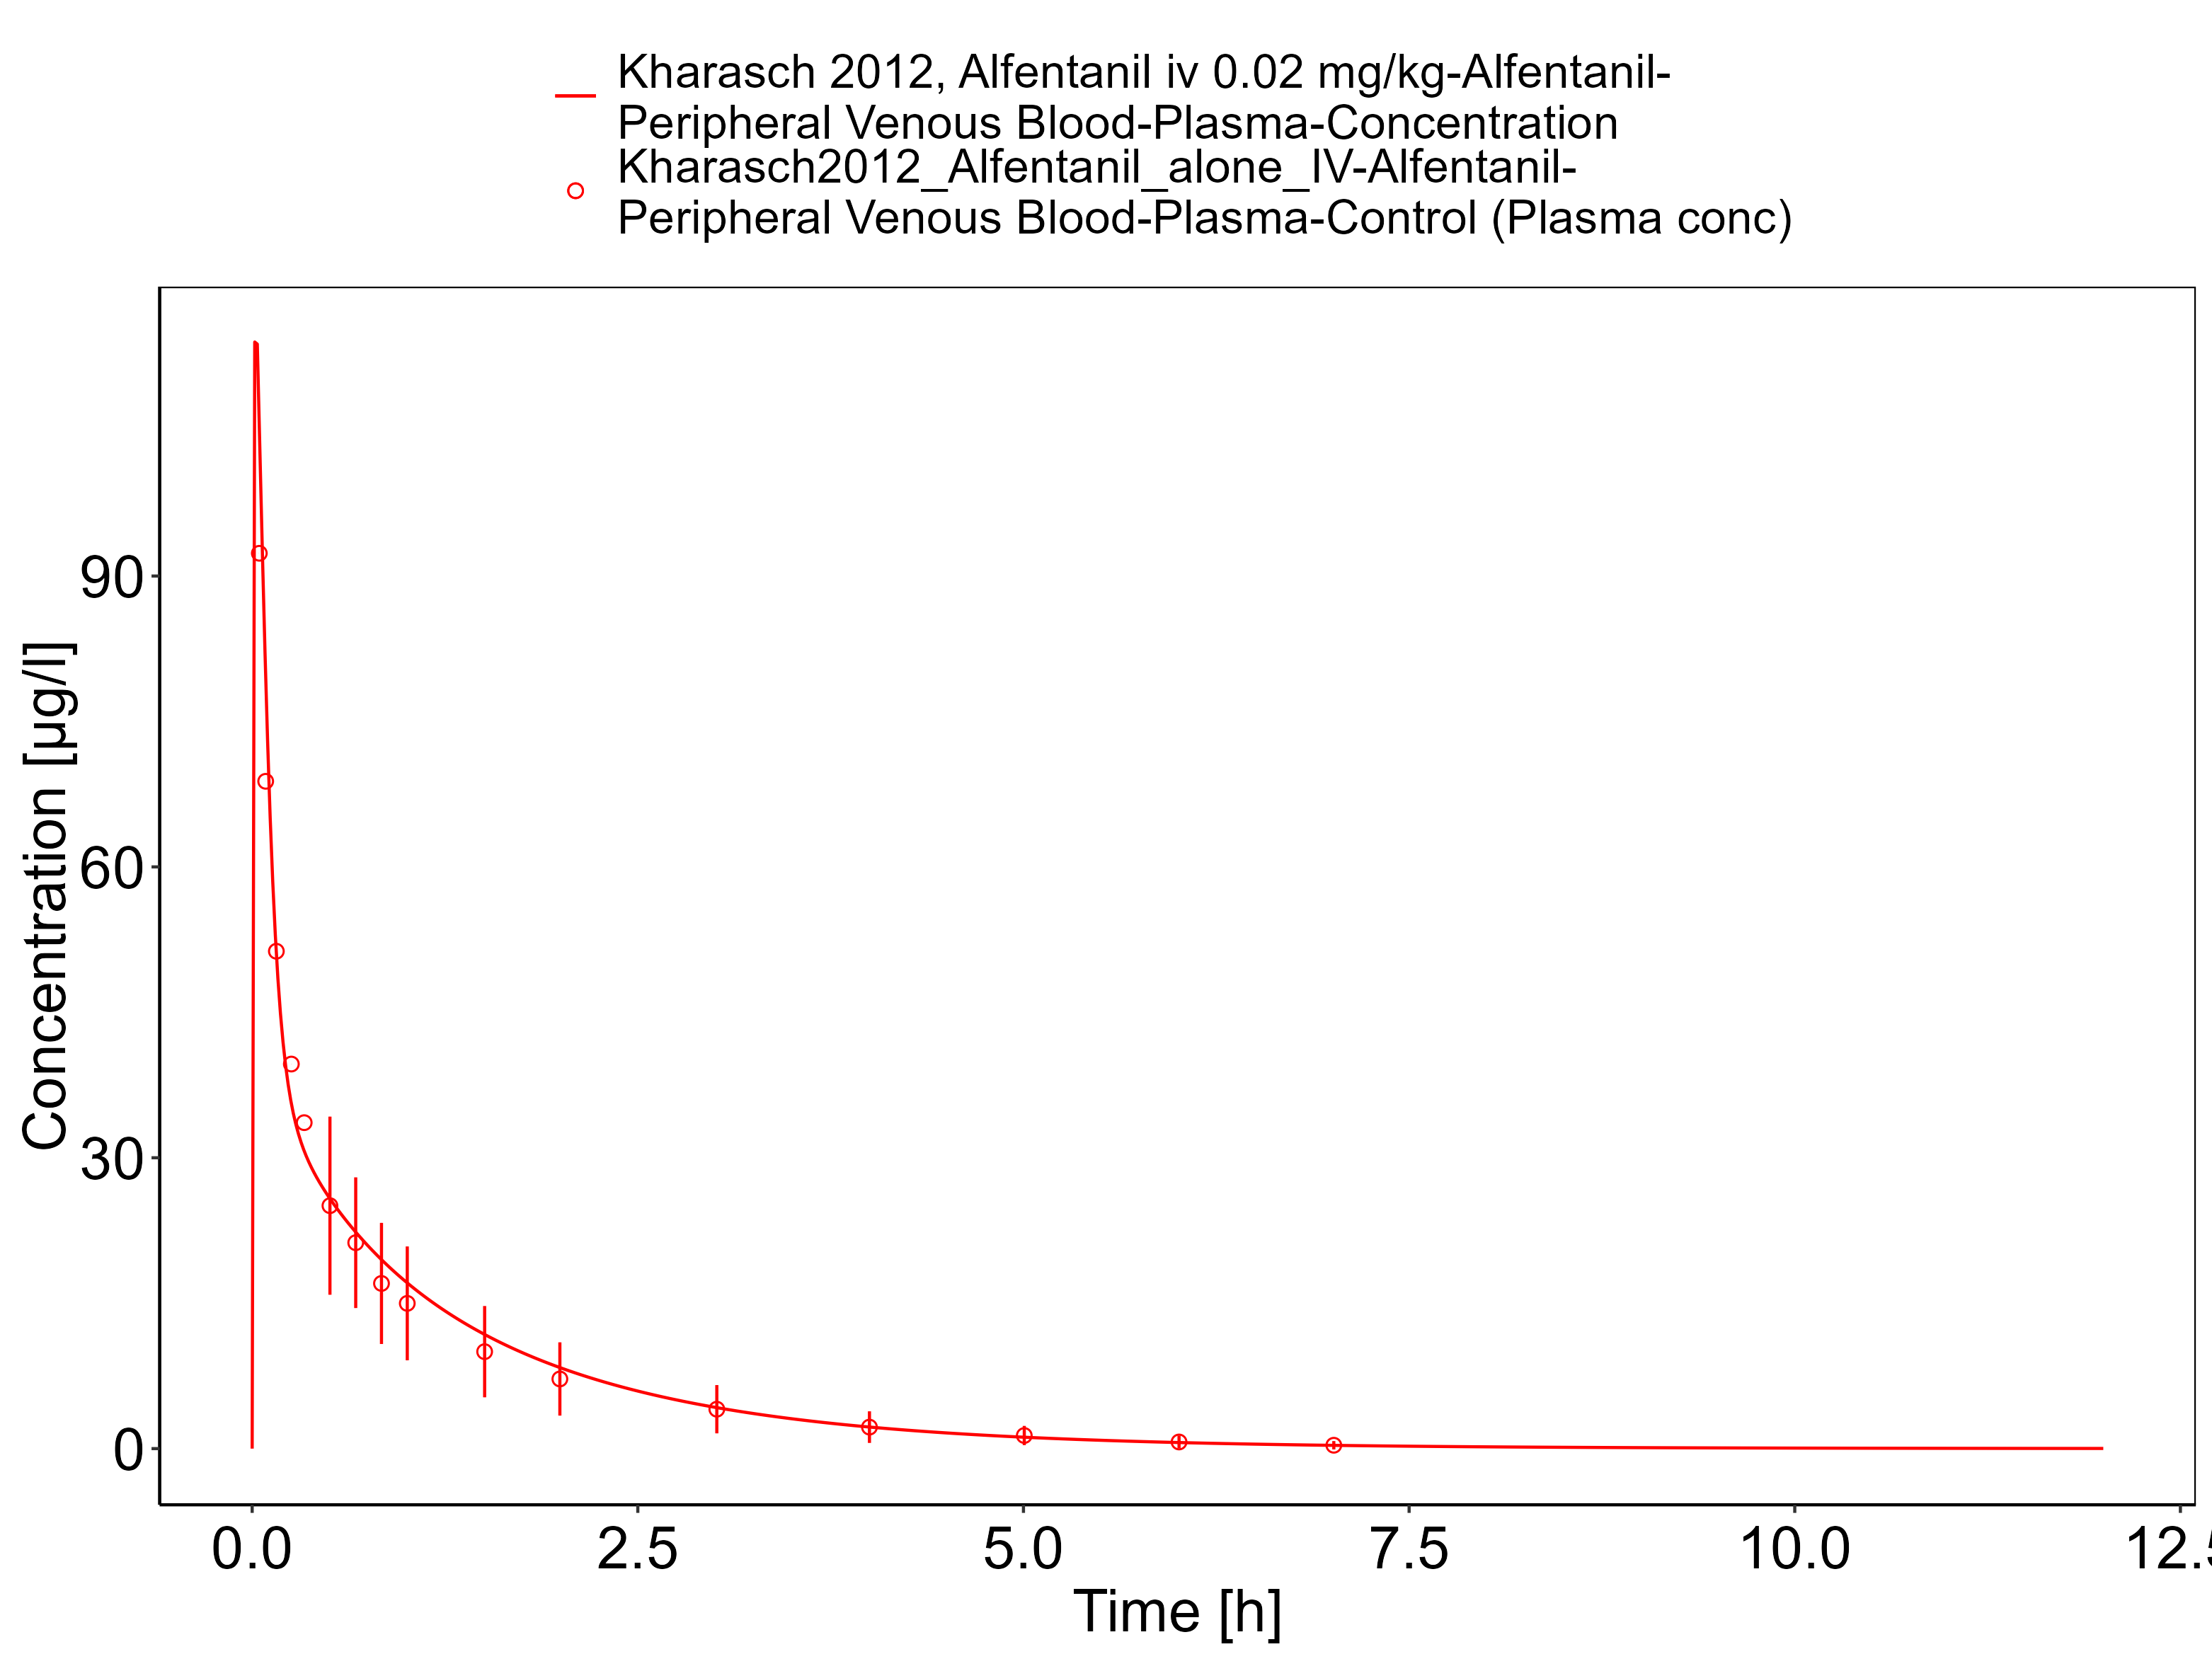 Kharasch 2012, Alfentanil iv 0.02 mg/kg-Alfentanil-
Peripheral Venous Blood-Plasma-Concentration
Kharasch2012_Alfentanil_alone_IV-Alfentanil-
Peripheral Venous Blood-Plasma-Control (Plasma conc)
Concentration [µg/l]
90
60
30
0
0.0 2.5 5.0 7.5 10.0 12.5
Time [h]